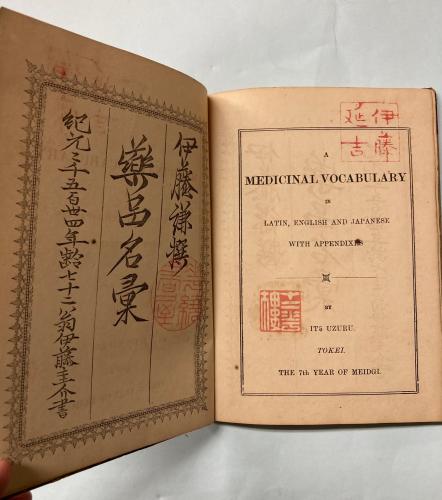 伊藤謙撰
藥品名彙
紀元二千五百卅四年齢七十二翁伊藤圭介書
伊藤
延吉
A
MEDICINAL VOCABULARY
IN
LATIN, ENGLISH AND JAPANESE
WITH APPENDIXES
BY
ITŏ UZURU.
TOKEI.
THE 7th YEAR OF MEIDGI.